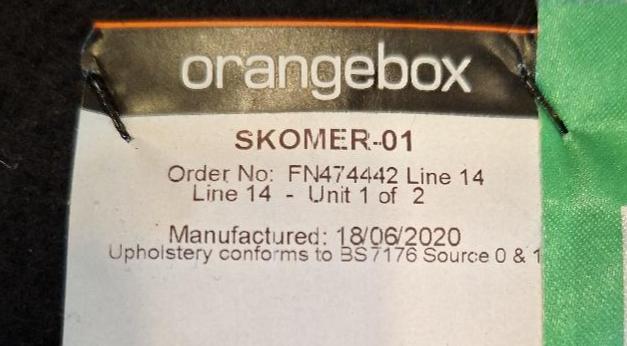 orangebox
SKOMER-01
Order No: FN474442 Line 14
Line 14 - Unit 1 of 2
Manufactured: 18/06/2020
Upholstery conforms to BS7176 Source 0 & 1